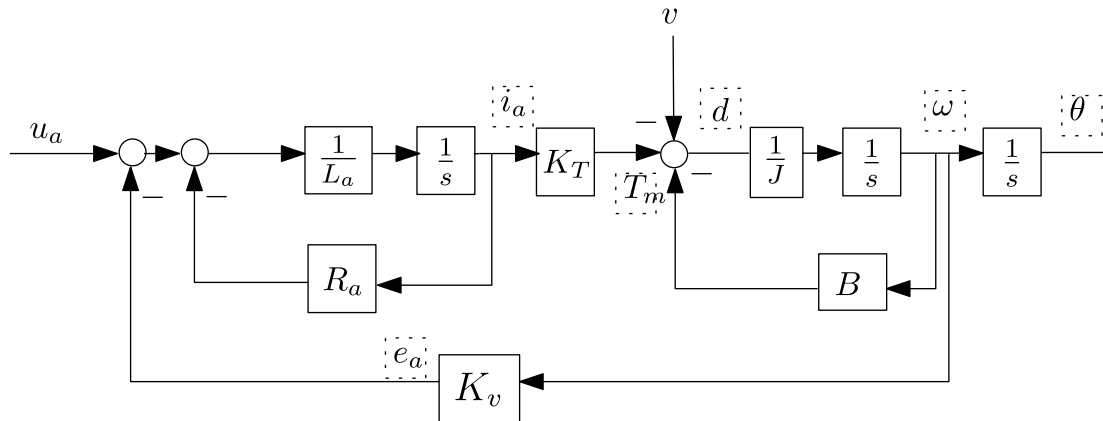 v
u_a
i_a
d
ω
θ
−
1/L_a
1/s
K_T
1/J
1/s
1/s
−
−
T_m
−
R_a
B
e_a
K_v